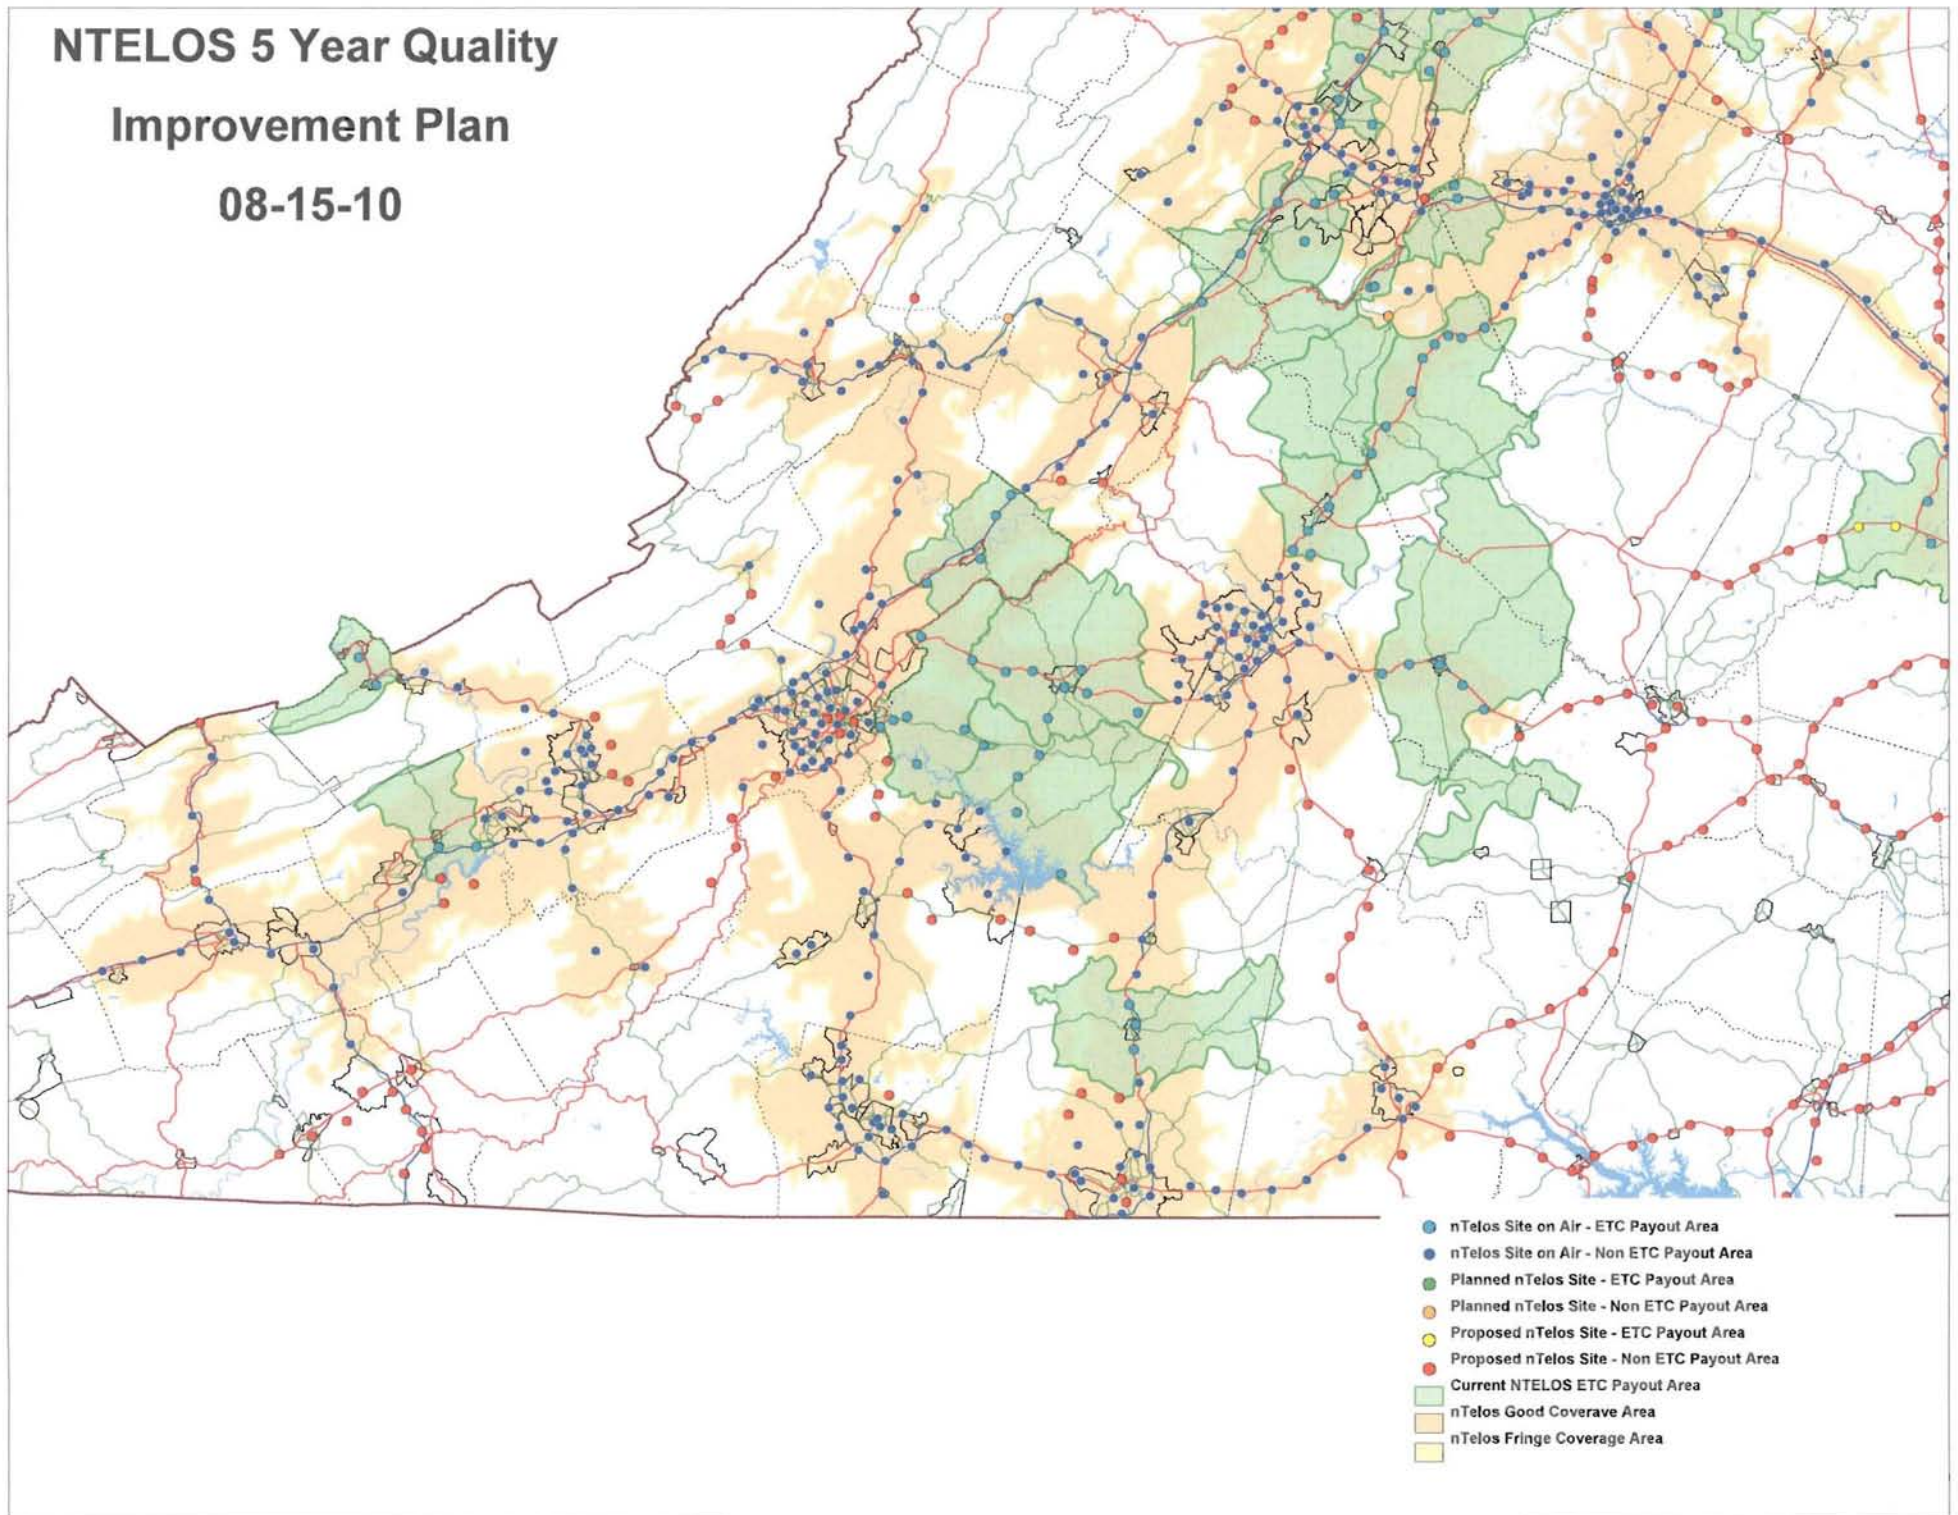 NTELOS 5 Year Quality
Improvement Plan
08-15-10
nTelos Site on Air - ETC Payout Area
nTelos Site on Air - Non ETC Payout Area
Planned nTelos Site - ETC Payout Area
Planned nTelos Site - Non ETC Payout Area
Proposed nTelos Site - ETC Payout Area
Proposed nTelos Site - Non ETC Payout Area
Current NTELOS ETC Payout Area
nTelos Good Coverave Area
nTelos Fringe Coverage Area